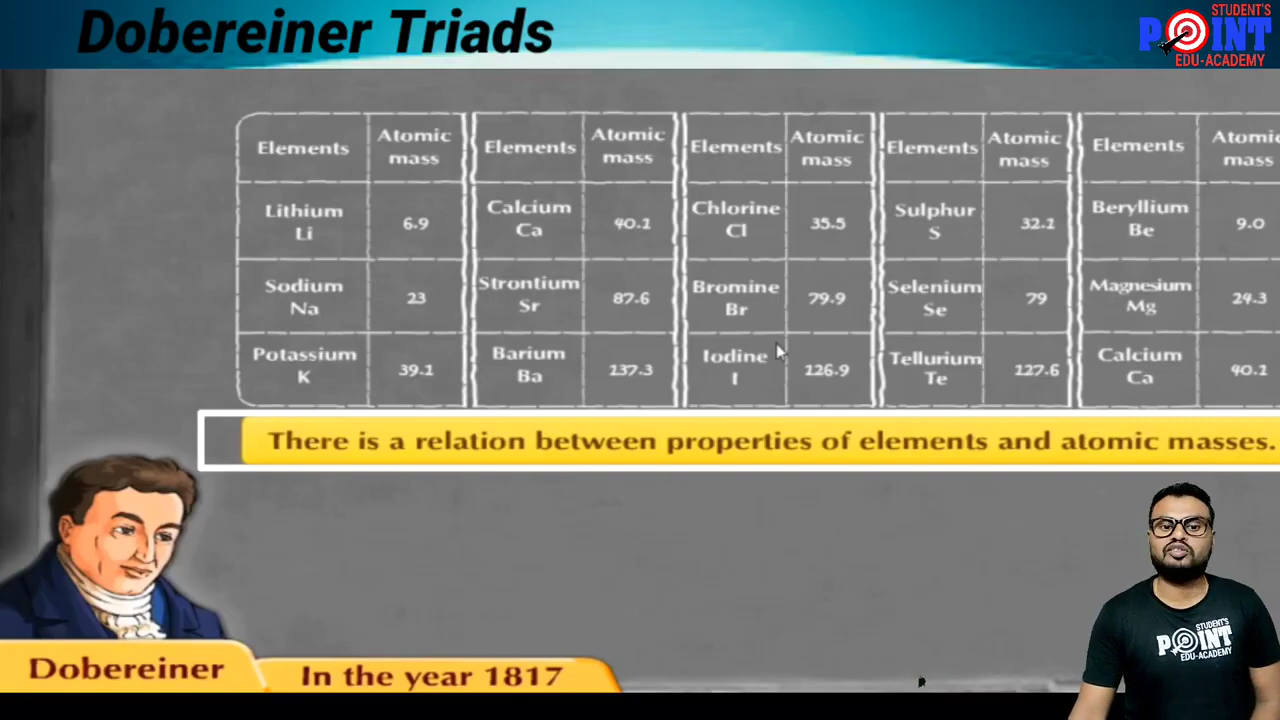 Dobereiner Triads
STUDENT'S
POINT
EDU-ACADEMY
Elements Atomic mass Elements Atomic mass Elements Atomic mass Elements Atomic mass Elements Atomic mass
Lithium Li 6.9 Calcium Ca 40.1 Chlorine Cl 35.5 Sulphur S 32.1 Beryllium Be 9.0
Sodium Na 23 Strontium Sr 87.6 Bromine Br 79.9 Selenium Se 79 Magnesium Mg 24.3
Potassium K 39.1 Barium Ba 137.3 Iodine I 126.9 Tellurium Te 127.6 Calcium Ca 40.1
There is a relation between properties of elements and atomic masses.
STUDENT'S
POINT
EDU-ACADEMY
Dobereiner
In the year 1817